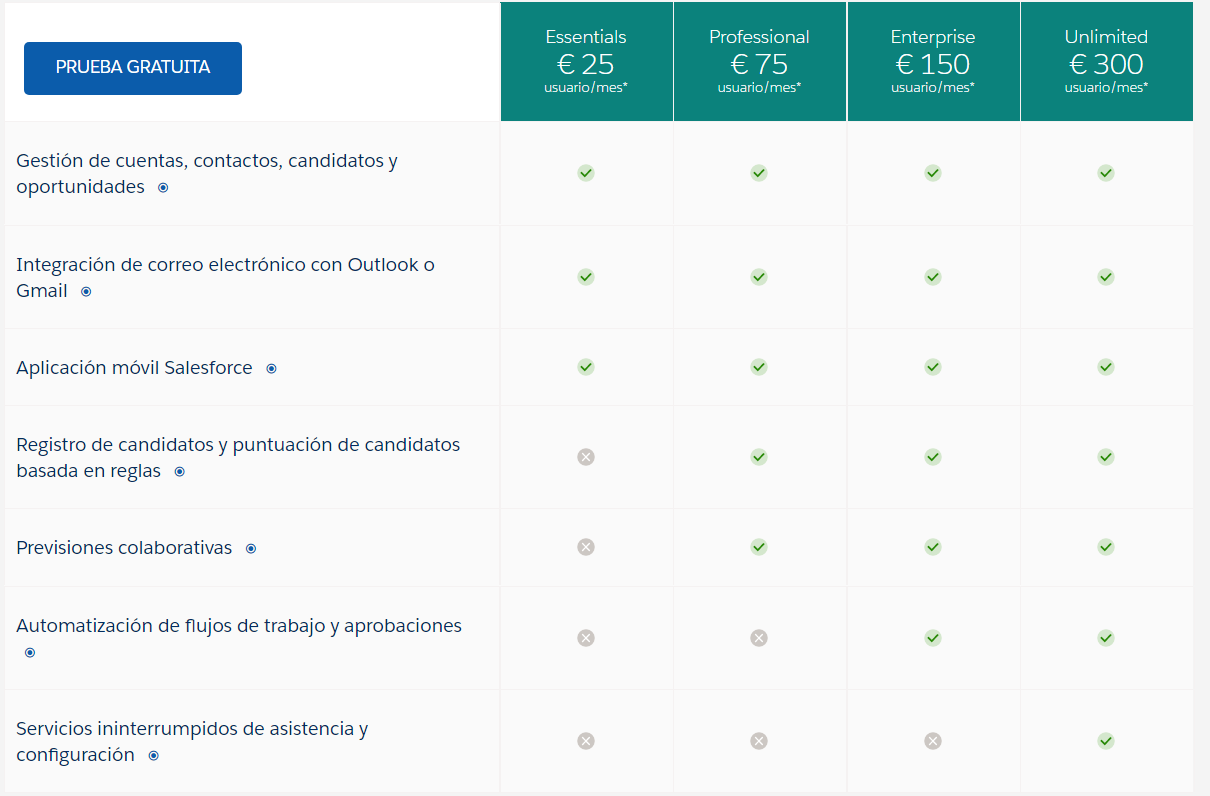 PRUEBA GRATUITA
Essentials
€ 25
usuario/mes*
Professional
€ 75
usuario/mes*
Enterprise
€ 150
usuario/mes*
Unlimited
€ 300
usuario/mes*
Gestión de cuentas, contactos, candidatos y
oportunidades
Integración de correo electrónico con Outlook o
Gmail
Aplicación móvil Salesforce
Registro de candidatos y puntuación de candidatos
basada en reglas
Previsiones colaborativas
Automatización de flujos de trabajo y aprobaciones
Servicios ininterrumpidos de asistencia y
configuración